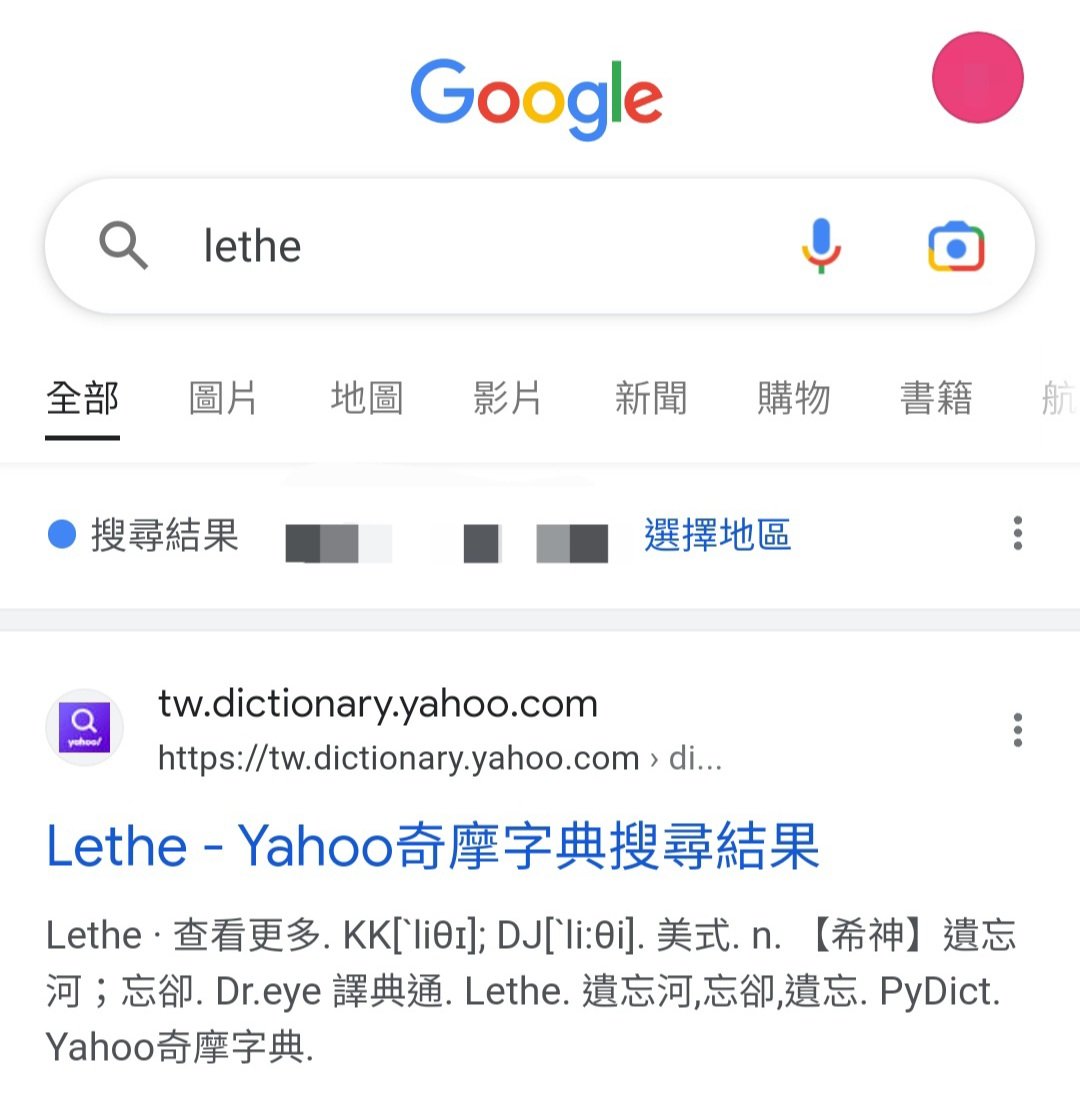 Google
lethe
全部 圖片 地圖 影片 新聞 購物 書籍 航
搜尋結果 選擇地區
tw.dictionary.yahoo.com
https://tw.dictionary.yahoo.com › di...
yahoo!
Lethe - Yahoo奇摩字典搜尋結果
Lethe · 查看更多. KK[ˋliθɪ]; DJ[ˋli:θi]. 美式. n. 【希神】遺忘
河；忘卻. Dr.eye 譯典通. Lethe. 遺忘河,忘卻,遺忘. PyDict.
Yahoo奇摩字典.